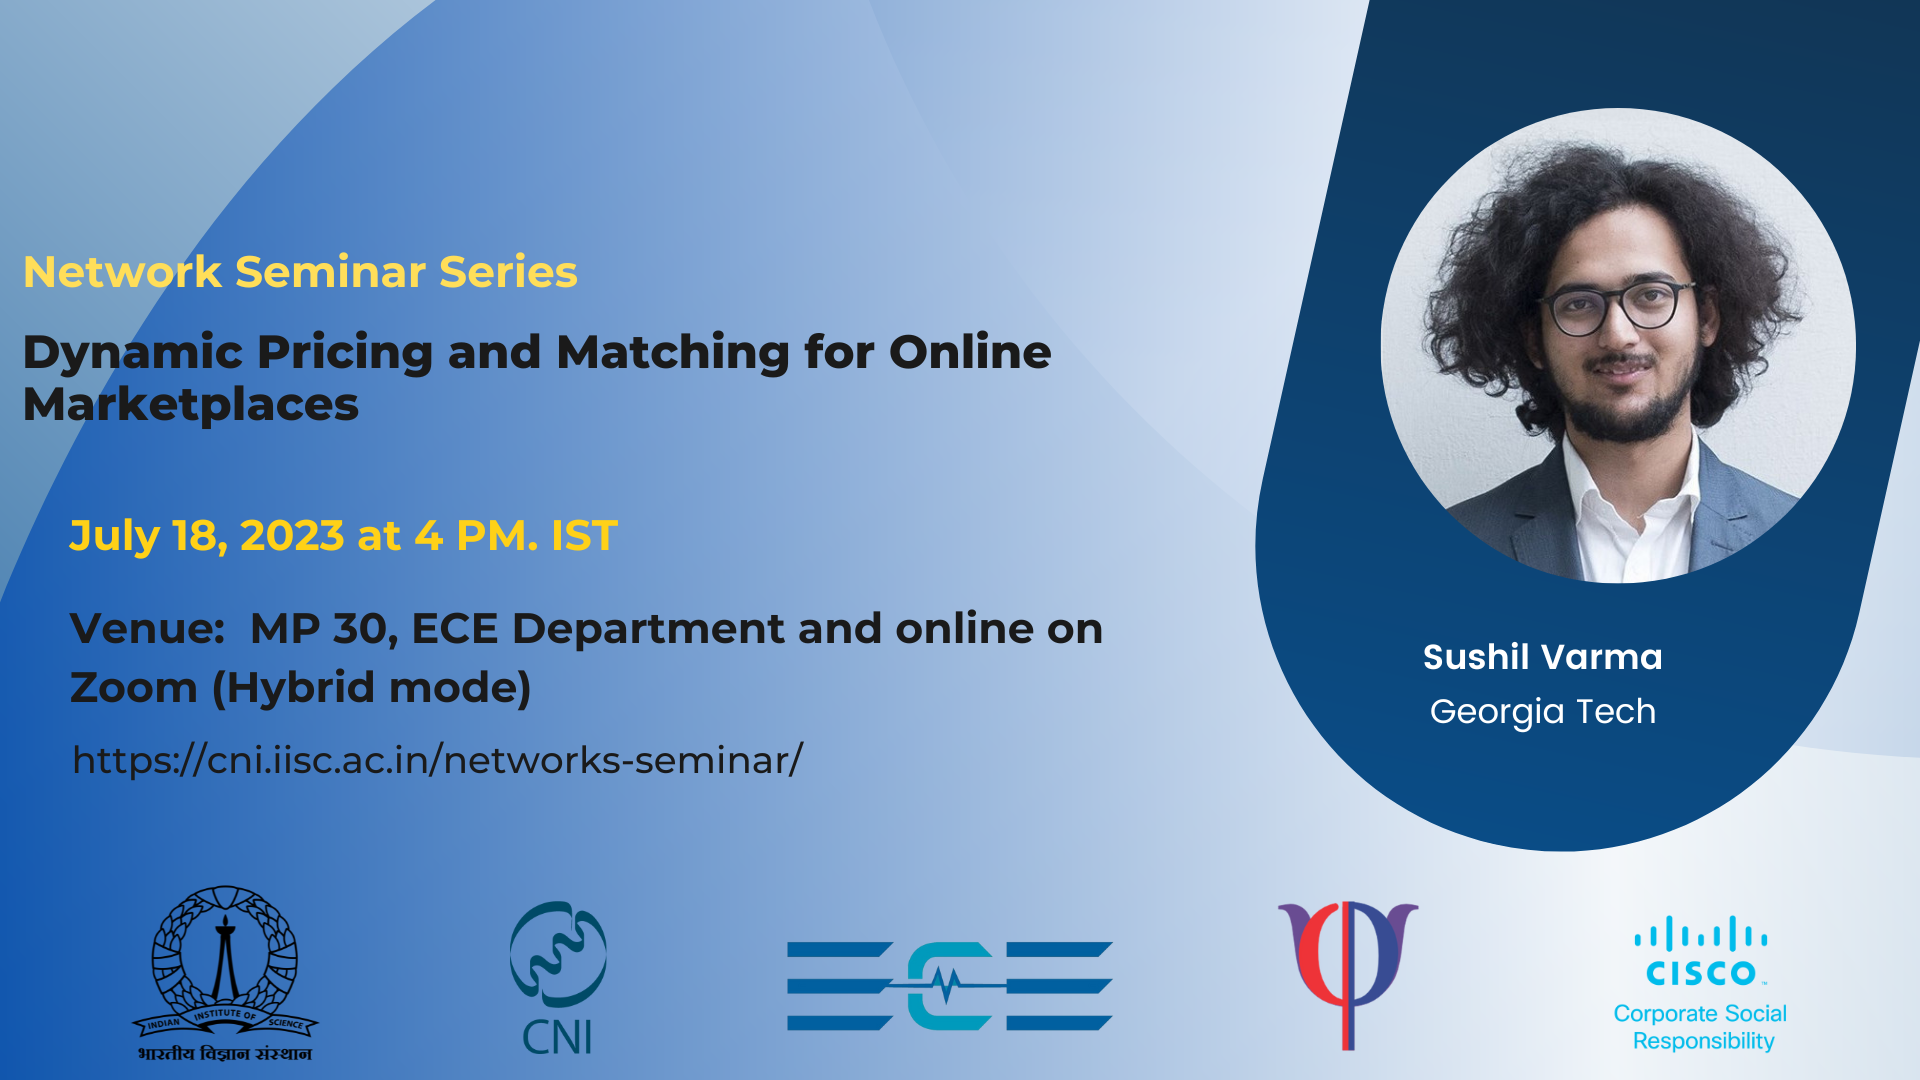 Network Seminar Series
Dynamic Pricing and Matching for Online
Marketplaces
July 18, 2023 at 4 PM. IST
Venue:  MP 30, ECE Department and online on
Zoom (Hybrid mode)
https://cni.iisc.ac.in/networks-seminar/
Sushil Varma
Georgia Tech
INDIAN INSTITUTE OF SCIENCE
भारतीय विज्ञान संस्थान
CNI
ECE
CISCO
Corporate Social
Responsibility